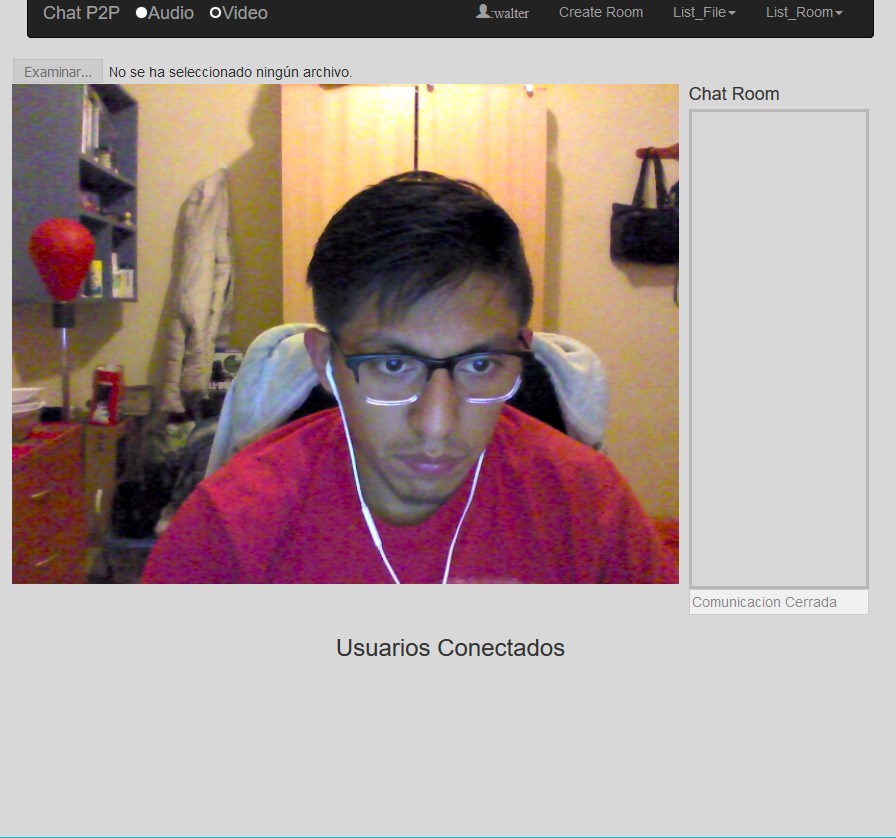 Chat P2P Audio Video :walter Create Room List_File List_Room
Examinar... No se ha seleccionado ningún archivo.
Chat Room
Comunicacion Cerrada
Usuarios Conectados